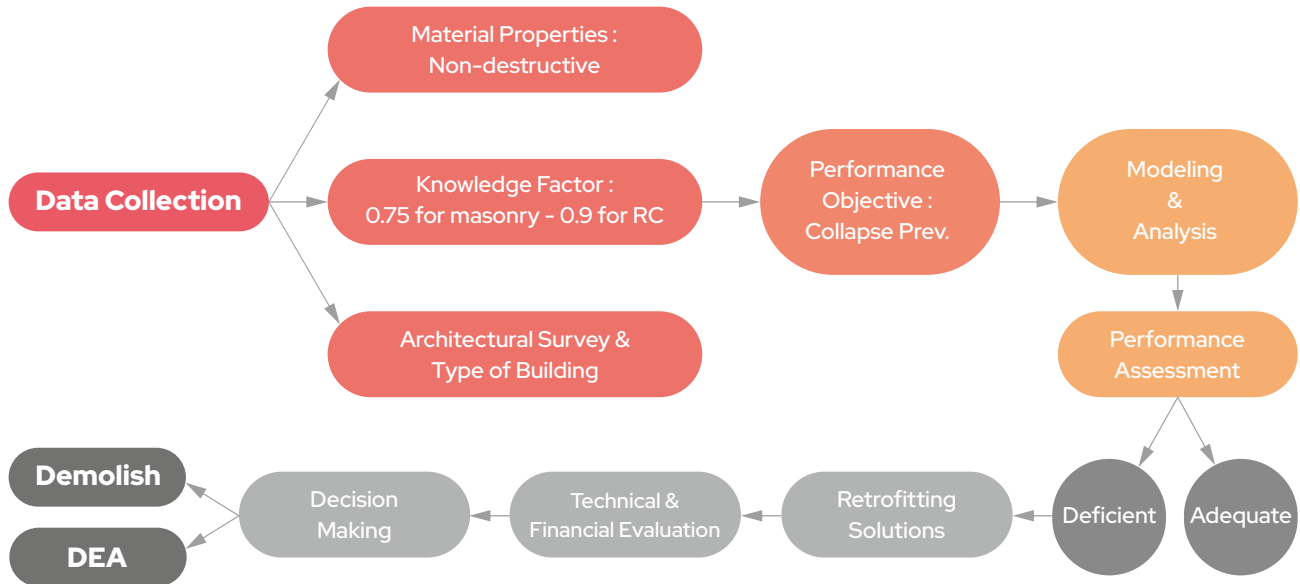 Material Properties :
Non-destructive
Data Collection
Knowledge Factor :
0.75 for masonry - 0.9 for RC
Performance
Objective :
Collapse Prev.
Modeling
&
Analysis
Architectural Survey &
Type of Building
Performance
Assessment
Demolish
DEA
Decision
Making
Technical &
Financial Evaluation
Retrofitting
Solutions
Deficient
Adequate